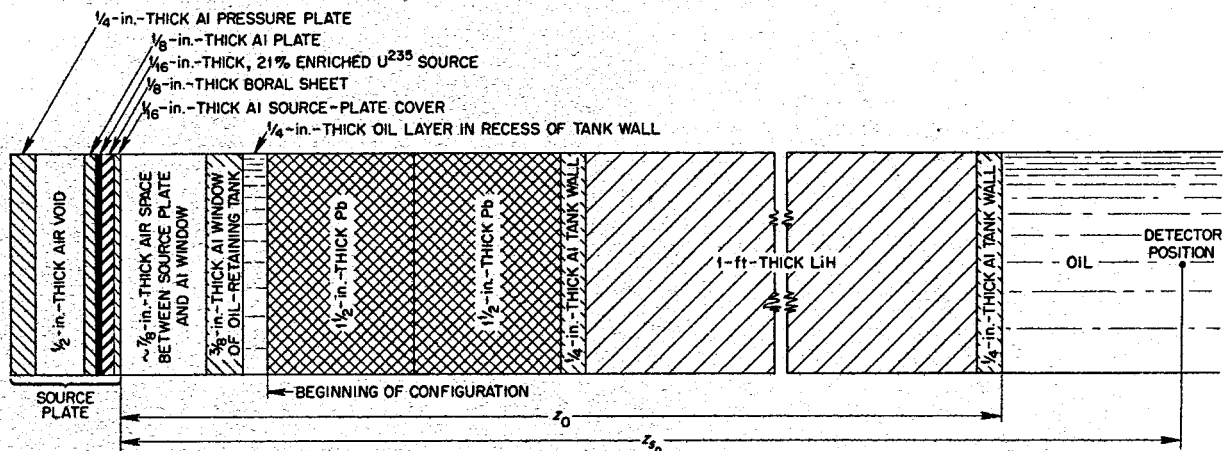 1/4-in.-THICK Al PRESSURE PLATE
1/8-in.-THICK Al PLATE
1/16-in.-THICK, 21% ENRICHED U235 SOURCE
1/8-in.-THICK BORAL SHEET
1/16-in.-THICK Al SOURCE-PLATE COVER
1/4-in.-THICK OIL LAYER IN RECESS OF TANK WALL
1/2-in.-THICK AIR VOID
~7/8-in.-THICK AIR SPACE
BETWEEN SOURCE PLATE
AND Al WINDOW
3/8-in.-THICK Al WINDOW
OF OIL-RETAINING TANK
1 1/2-in.-THICK Pb
1 1/2-in.-THICK Pb
1/4-in.-THICK Al TANK WALL
1-ft-THICK LiH
1/4-in.-THICK Al TANK WALL
OIL
DETECTOR
POSITION
BEGINNING OF CONFIGURATION
SOURCE
PLATE
z0
zsn